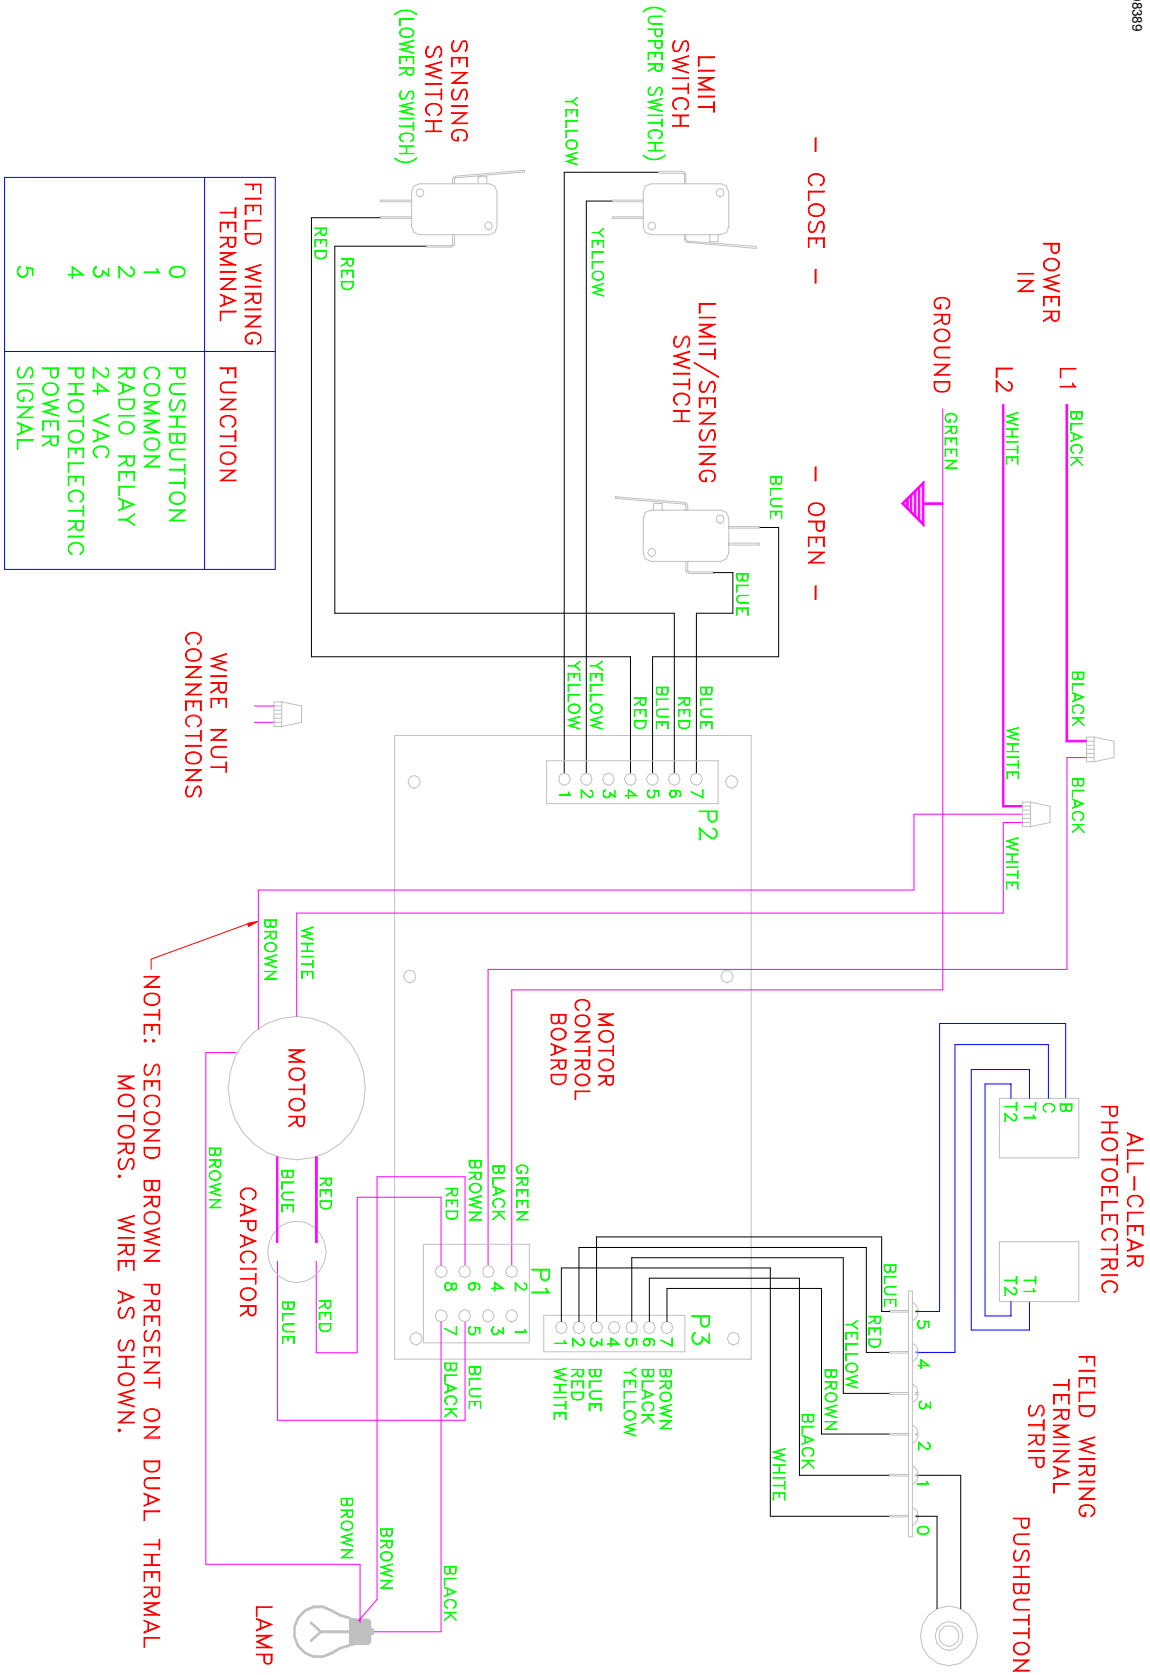 08389
POWER
IN
L1
L2
GROUND
BLACK
WHITE
GREEN
BLACK
WHITE
BLACK
WHITE
- CLOSE -
- OPEN -
LIMIT
SWITCH
(UPPER SWITCH)
LIMIT/SENSING
SWITCH
SENSING
SWITCH
(LOWER SWITCH)
YELLOW
YELLOW
RED
RED
BLUE
BLUE
BLUE
RED
BLUE
RED
YELLOW
YELLOW
P2
7
6
5
4
3
2
1
FIELD WIRING
TERMINAL
FUNCTION
0 PUSHBUTTON
1 COMMON
2 RADIO RELAY
3 24 VAC
4 PHOTOELECTRIC
POWER
5 SIGNAL
WIRE NUT
CONNECTIONS
MOTOR
CONTROL
BOARD
ALL-CLEAR
PHOTOELECTRIC
B
C
T1
T2
T1
T2
FIELD WIRING
TERMINAL
STRIP
PUSHBUTTON
5
4
3
2
1
0
BLUE
RED
YELLOW
BROWN
BLACK
WHITE
P3
7
6
5
4
3
2
1
BROWN
BLACK
YELLOW
BLUE
RED
WHITE
P1
2
4
6
8
1
3
5
7
GREEN
BLACK
BROWN
RED
BLUE
BLACK
WHITE
BROWN
MOTOR
RED
BLUE
CAPACITOR
RED
BLUE
BROWN
BROWN
BROWN
BLACK
LAMP
NOTE: SECOND BROWN PRESENT ON DUAL THERMAL
MOTORS. WIRE AS SHOWN.